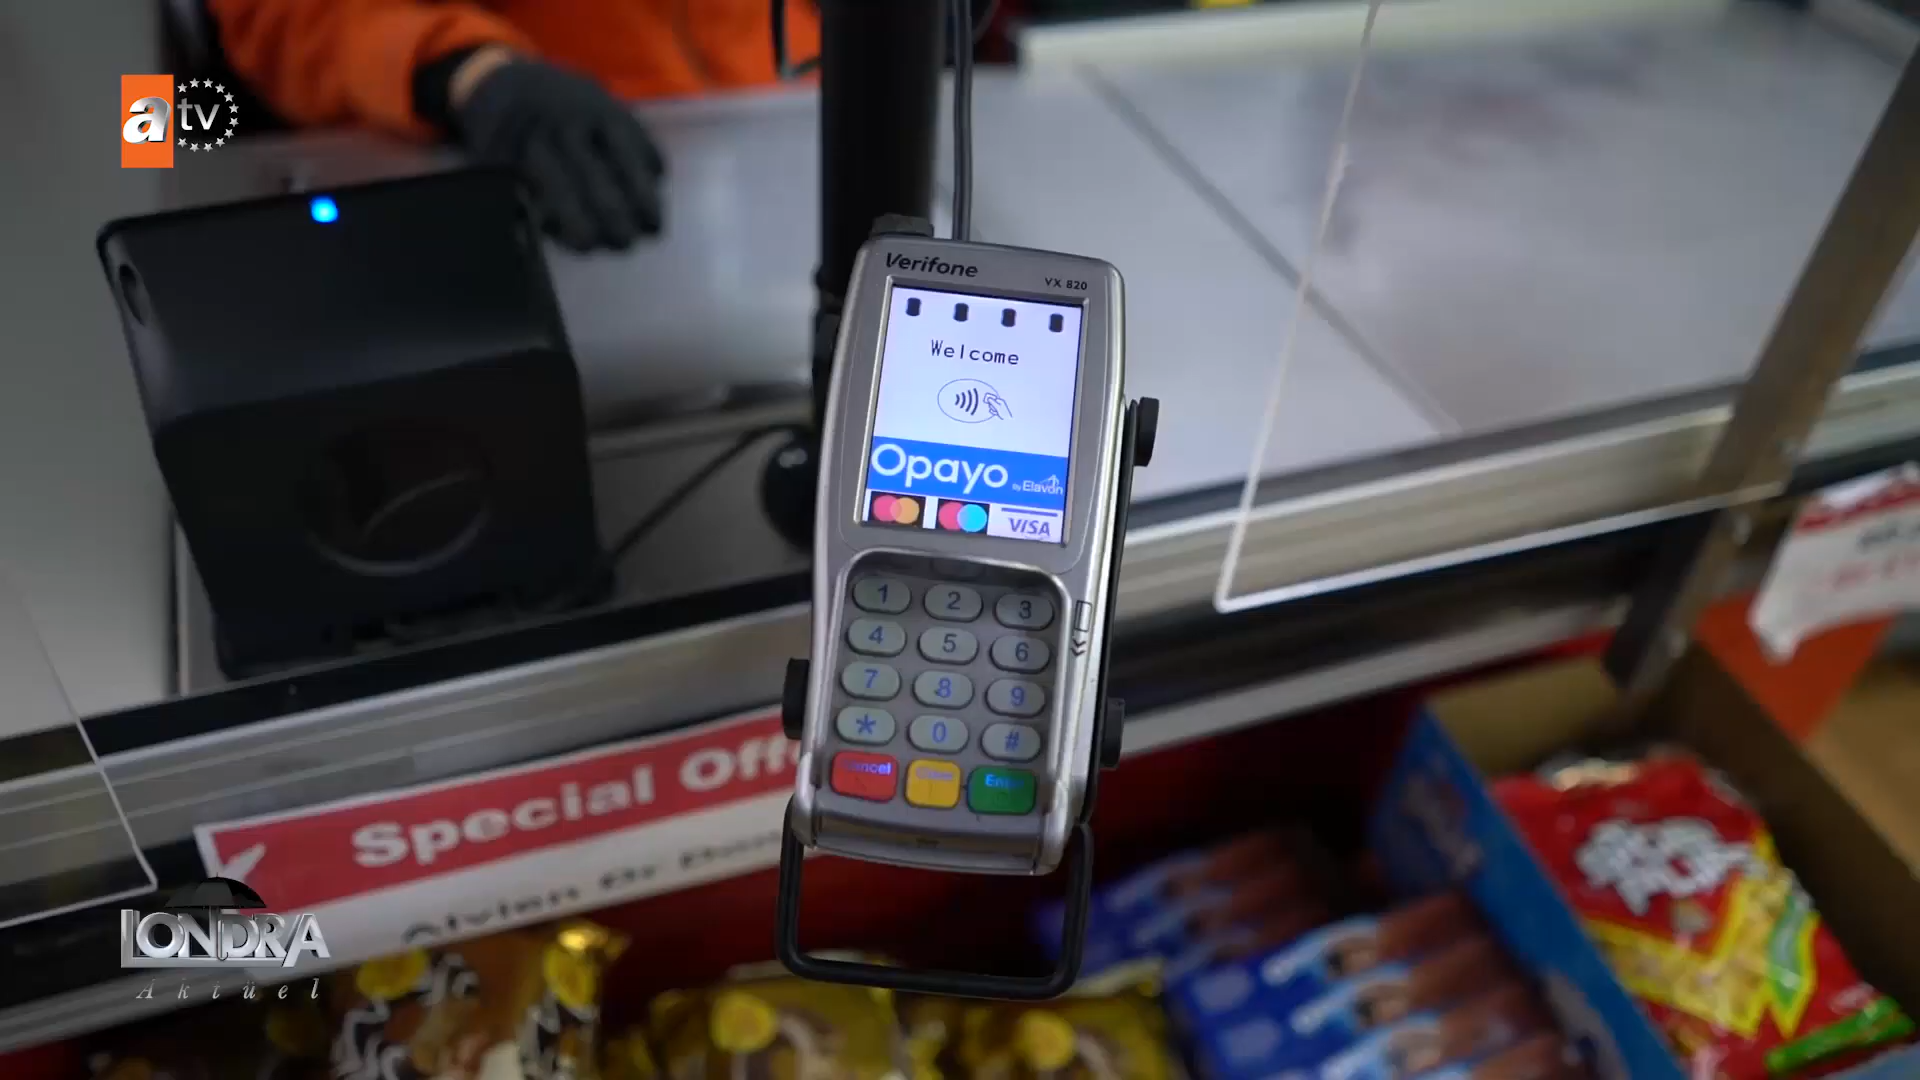 atv
Verifone
VX 820
Welcome
Opayo
by Elavon
VISA
1 2 3
4 5 6
7 8 9
* 0 #
Cancel
Enter
Special Off
LONDRA
Aktüel